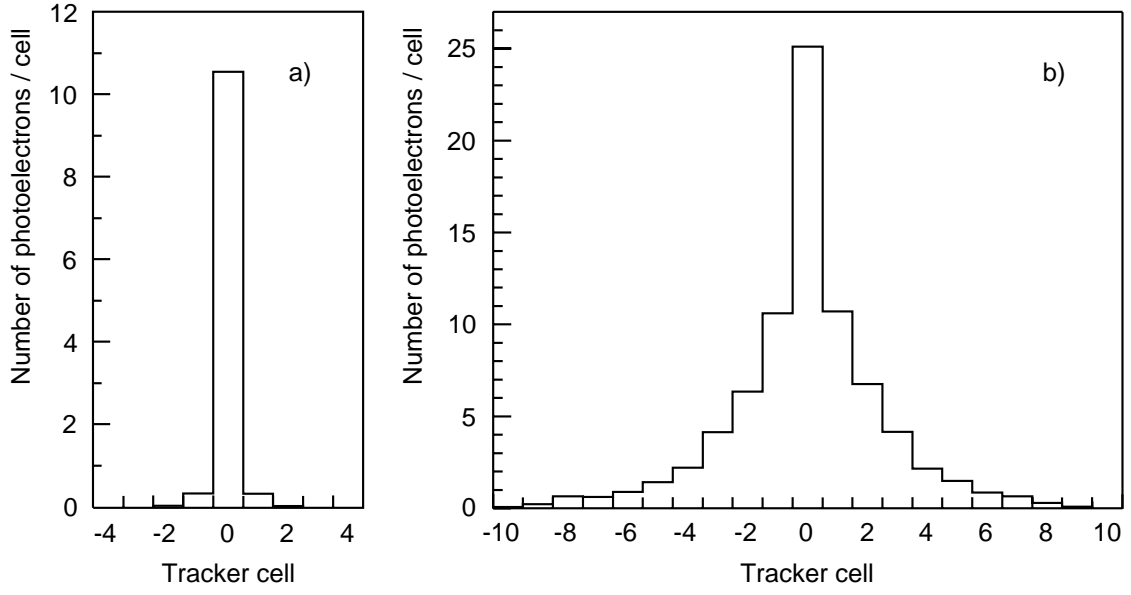 Number of photoelectrons / cell
12
10
8
6
4
2
0
a)
-4 -2 0 2 4
Tracker cell
Number of photoelectrons / cell
25
20
15
10
5
0
b)
-10 -8 -6 -4 -2 0 2 4 6 8 10
Tracker cell